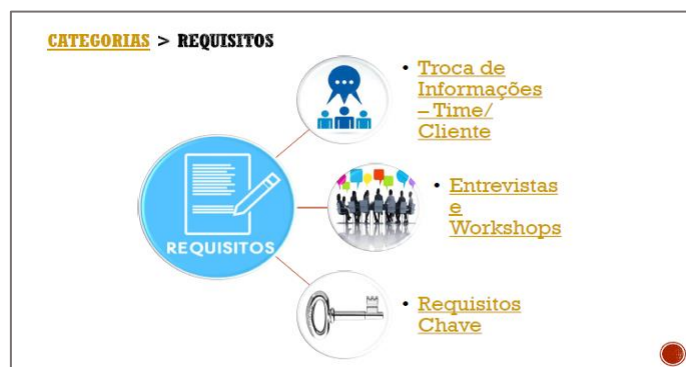 CATEGORIAS > REQUISITOS
• Troca de
Informações
– Time/
Cliente
REQUISITOS
• Entrevistas
e
Workshops
• Requisitos
Chave